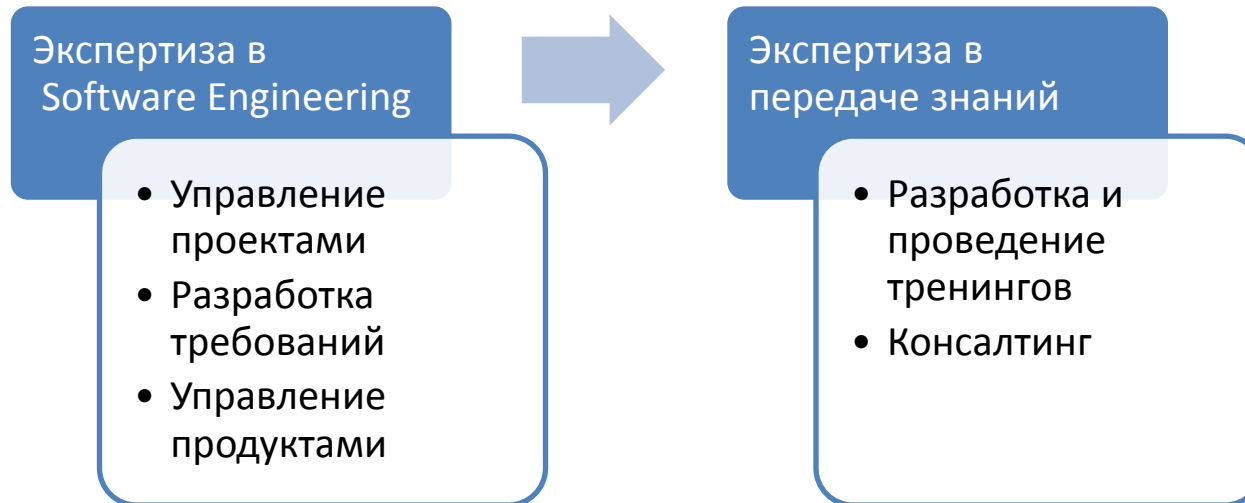 Экспертиза в
Software Engineering
• Управление
проектами
• Разработка
требований
• Управление
продуктами
Экспертиза в
передаче знаний
• Разработка и
проведение
тренингов
• Консалтинг